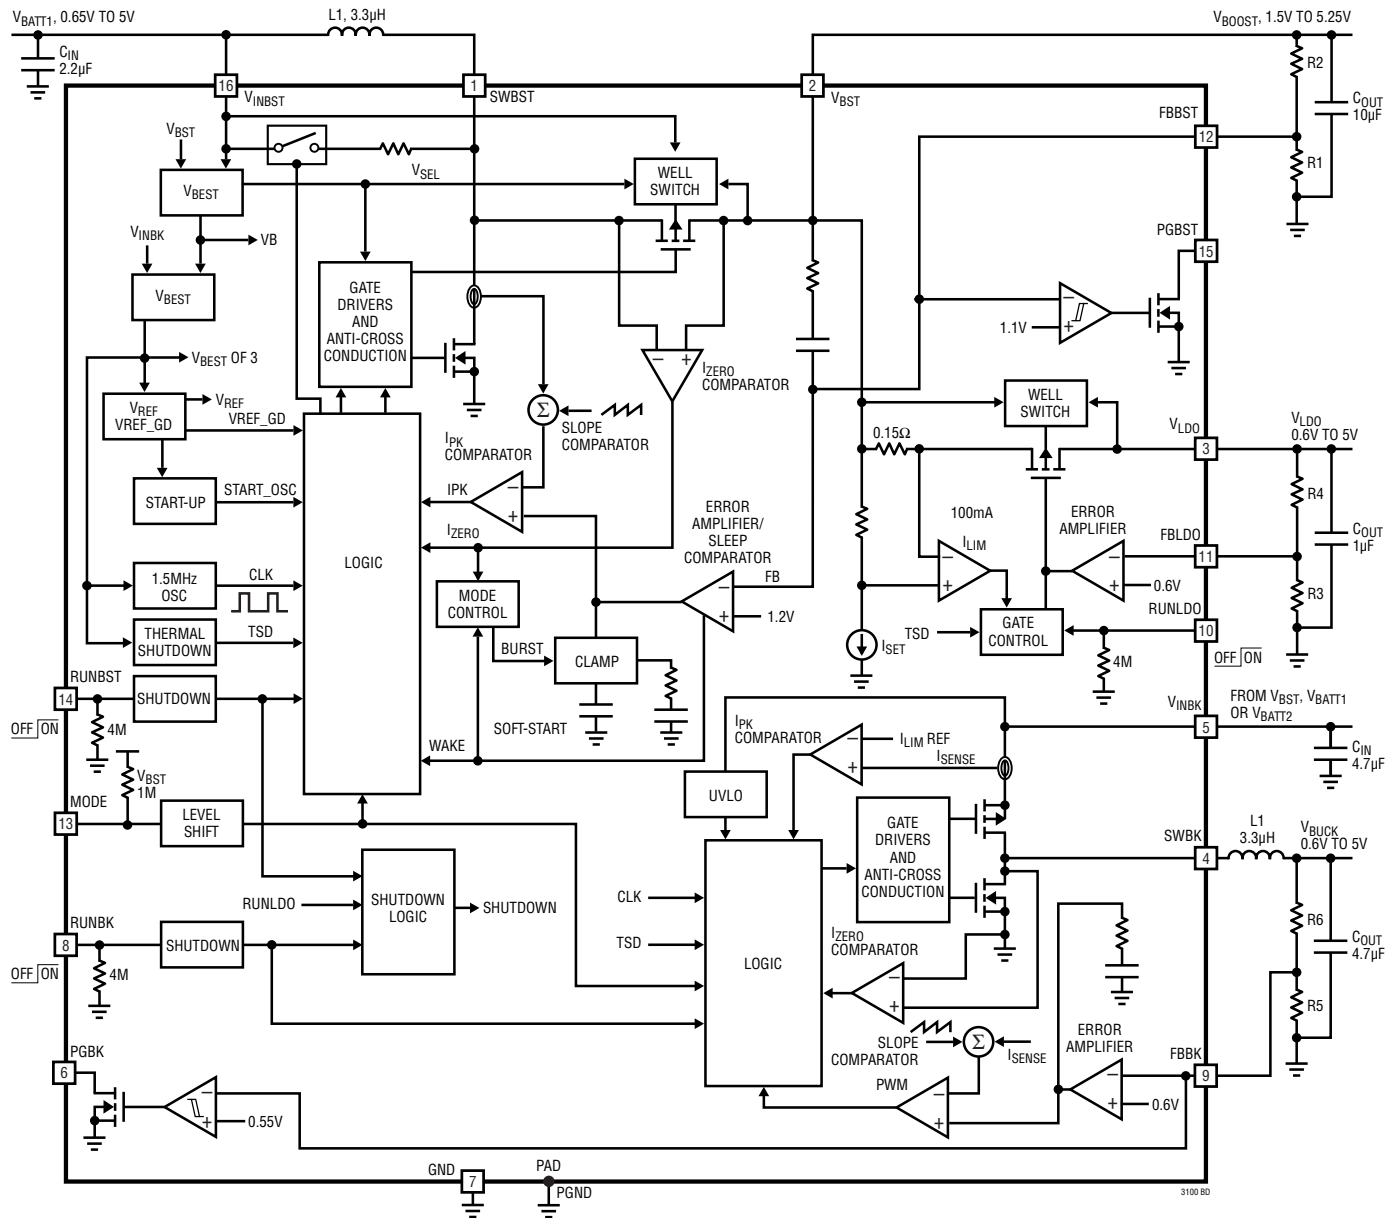 VBATT1, 0.65V TO 5V
L1, 3.3µH
VBOOST, 1.5V TO 5.25V
CIN
2.2µF
R2
COUT
10µF
R1
16
VINBST
1
SWBST
2
VBST
FBBST
12
VBST
VBEST
VSEL
WELL
SWITCH
VINBK
VB
VBEST
VBEST OF 3
GATE
DRIVERS
AND
ANTI-CROSS
CONDUCTION
PGBST
15
1.1V
–
+
– +
IZERO
COMPARATOR
VREF
VREF_GD
VREF
VREF_GD
Σ
SLOPE
COMPARATOR
WELL
SWITCH
0.15Ω
VLDO
3
VLDO
0.6V TO 5V
START-UP
START_OSC
IPK
COMPARATOR
IPK
–
+
IZERO
LOGIC
ERROR
AMPLIFIER/
SLEEP
COMPARATOR
FB
–
+
1.2V
100mA
ILIM
–
+
ERROR
AMPLIFIER
–
+
0.6V
FBLDO
11
R4
COUT
1µF
R3
1.5MHz
OSC
CLK
THERMAL
SHUTDOWN
TSD
MODE
CONTROL
BURST
CLAMP
SOFT-START
ISET
TSD
GATE
CONTROL
RUNLDO
10
OFF ON
4M
RUNBST
14
SHUTDOWN
OFF ON
4M
WAKE
VBST
1M
MODE
13
LEVEL
SHIFT
IPK
COMPARATOR
–
+
ILIM REF
ISENSE
VINBK
5
FROM VBST, VBATT1
OR VBATT2
CIN
4.7µF
UVLO
GATE
DRIVERS
AND
ANTI-CROSS
CONDUCTION
SWBK
4
L1
3.3µH
VBUCK
0.6V TO 5V
RUNLDO
SHUTDOWN
LOGIC
SHUTDOWN
CLK
TSD
LOGIC
RUNBK
8
SHUTDOWN
OFF ON
4M
IZERO
COMPARATOR
–
+
R6
COUT
4.7µF
R5
SLOPE
COMPARATOR
Σ
ISENSE
PWM
–
+
ERROR
AMPLIFIER
–
+
0.6V
FBBK
9
PGBK
6
–
+
0.55V
GND
7
PAD
PGND
3100 BD